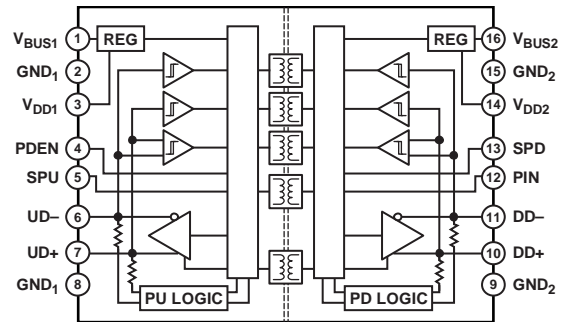 VBUS1 1 REG REG 16 VBUS2
GND1 2 15 GND2
VDD1 3 14 VDD2
PDEN 4 13 SPD
SPU 5 12 PIN
UD– 6 11 DD–
UD+ 7 10 DD+
GND1 8 PU LOGIC PD LOGIC 9 GND2